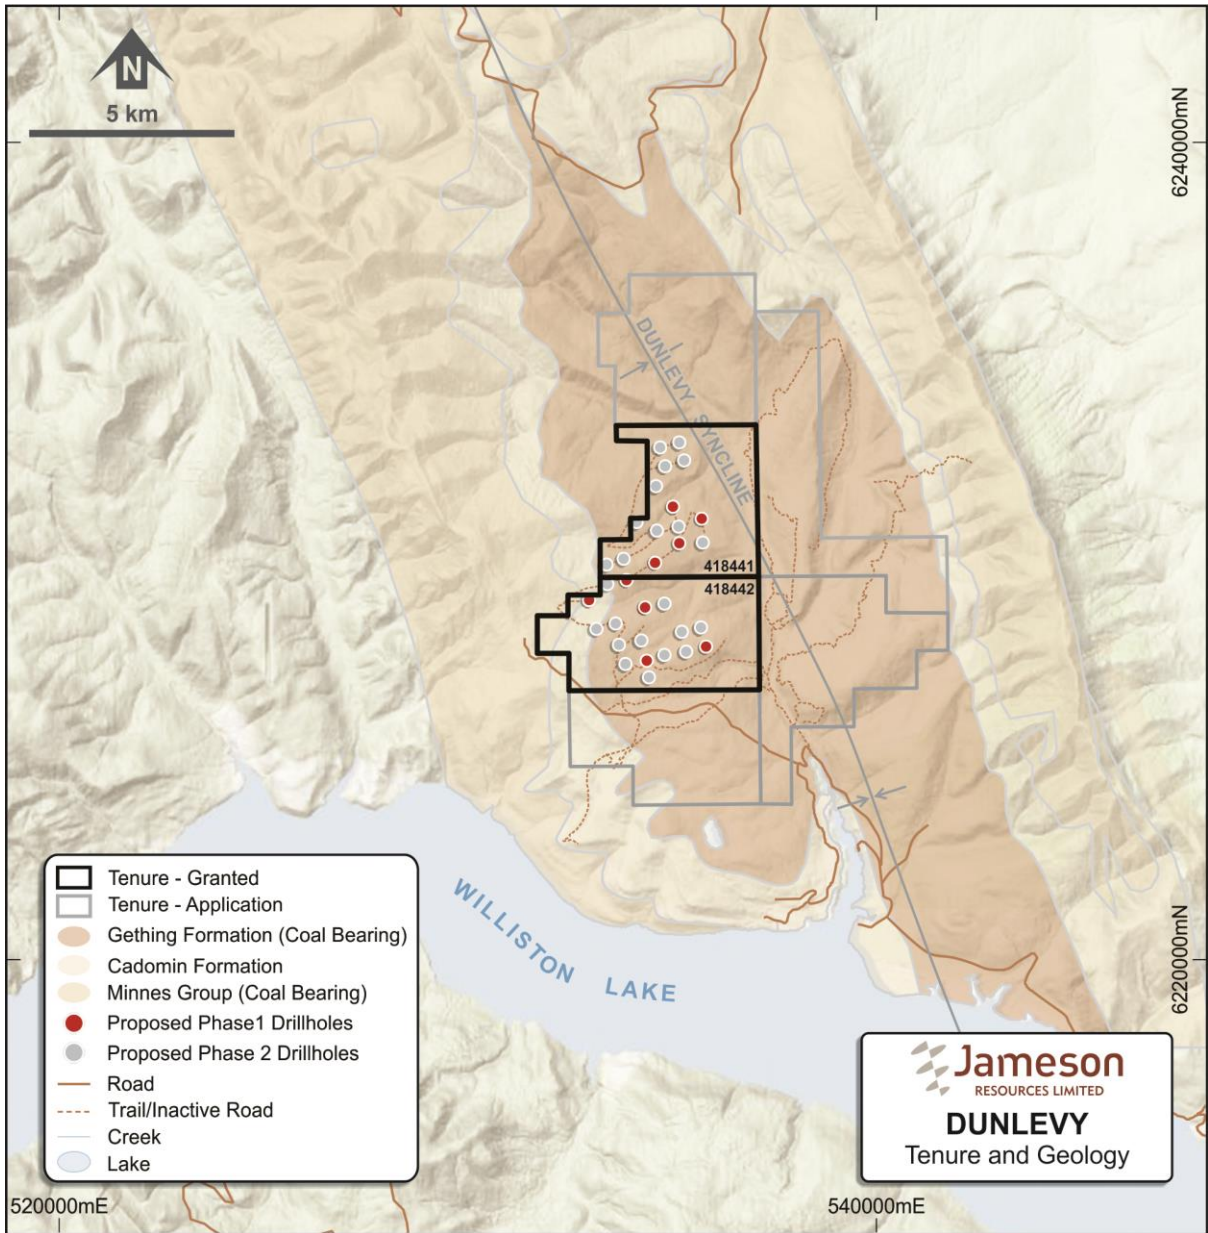 N
5 km
6240000mN
DUNLEVY SYNCLINE
418441
418442
WILLISTON LAKE
6220000mN
Tenure - Granted
Tenure - Application
Gething Formation (Coal Bearing)
Cadomin Formation
Minnes Group (Coal Bearing)
Proposed Phase1 Drillholes
Proposed Phase 2 Drillholes
Road
Trail/Inactive Road
Creek
Lake
Jameson
RESOURCES LIMITED
DUNLEVY
Tenure and Geology
520000mE
540000mE